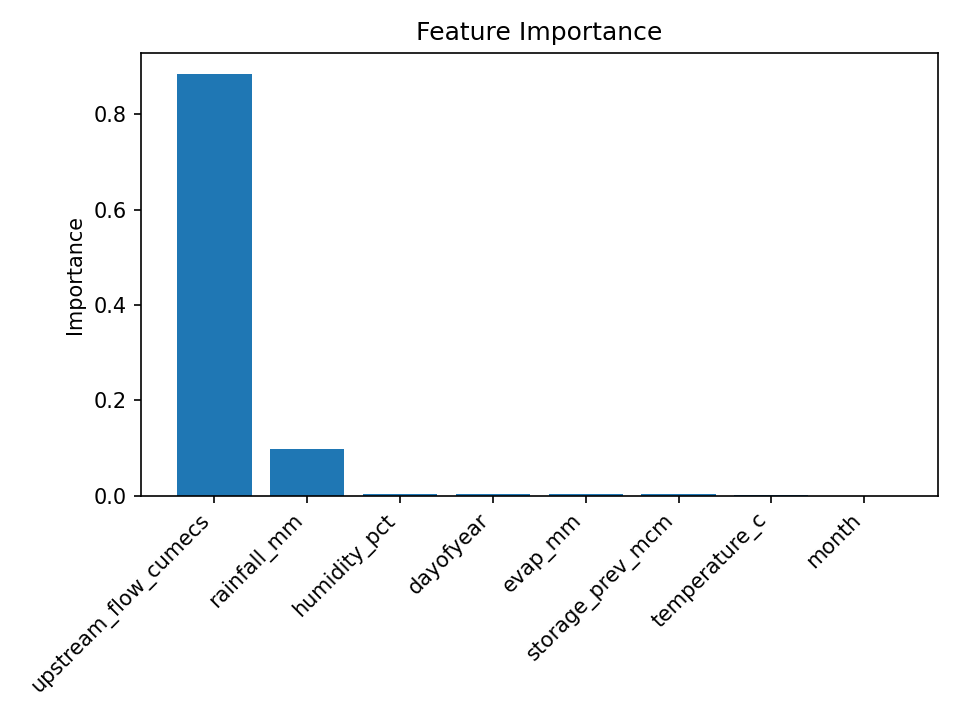 Feature Importance
Importance
0.8
0.6
0.4
0.2
0.0
upstream_flow_cumecs
rainfall_mm
humidity_pct
dayofyear
evap_mm
storage_prev_mcm
temperature_c
month